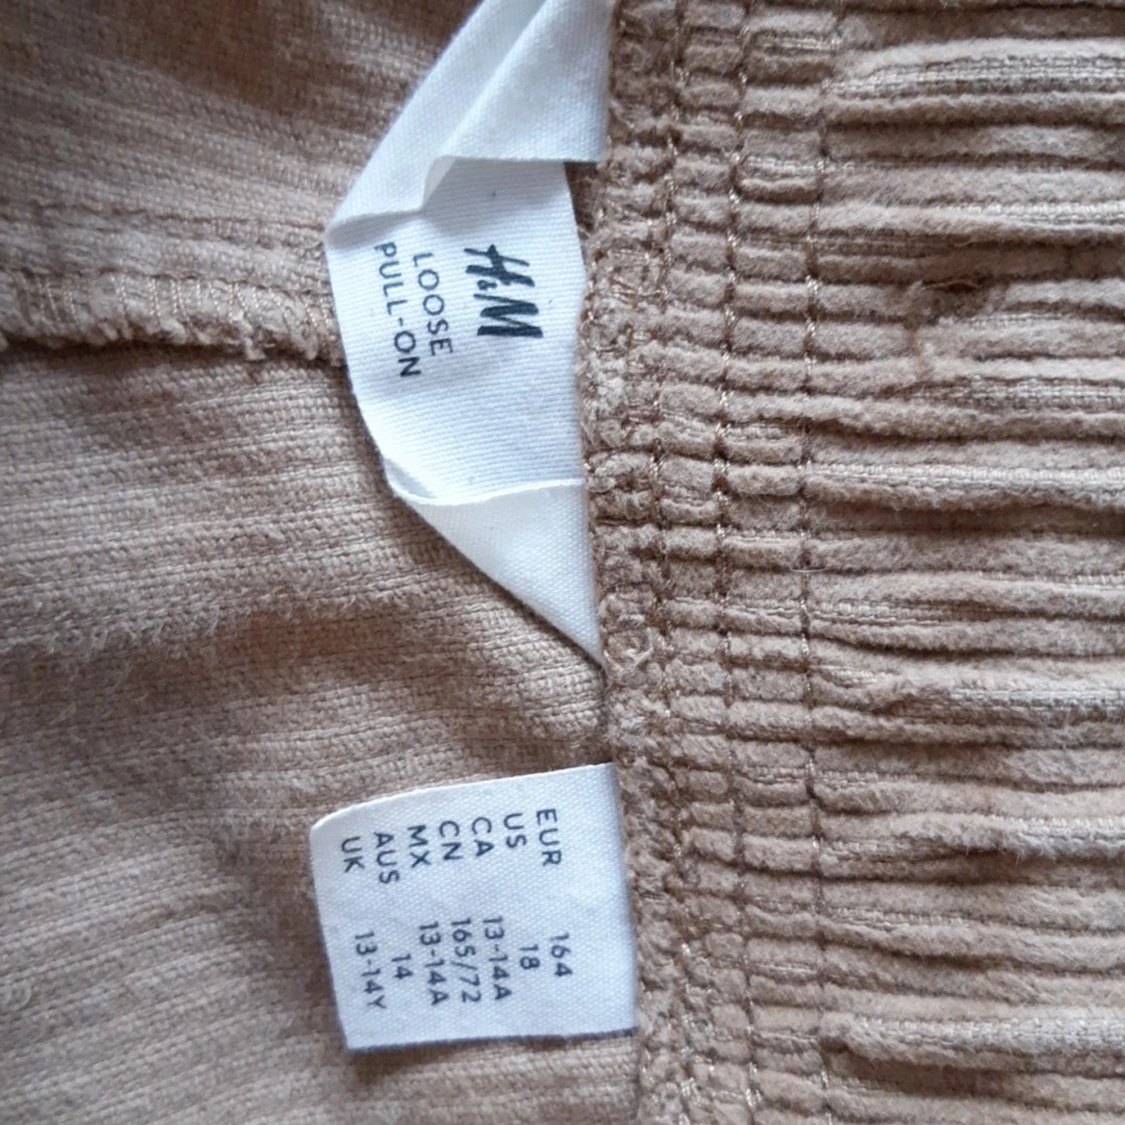 H&M
LOOSE
PULL-ON
EUR 164
US 18
CA 13-14A
CN 165/72
MX 13-14A
AUS 14
UK 13-14Y